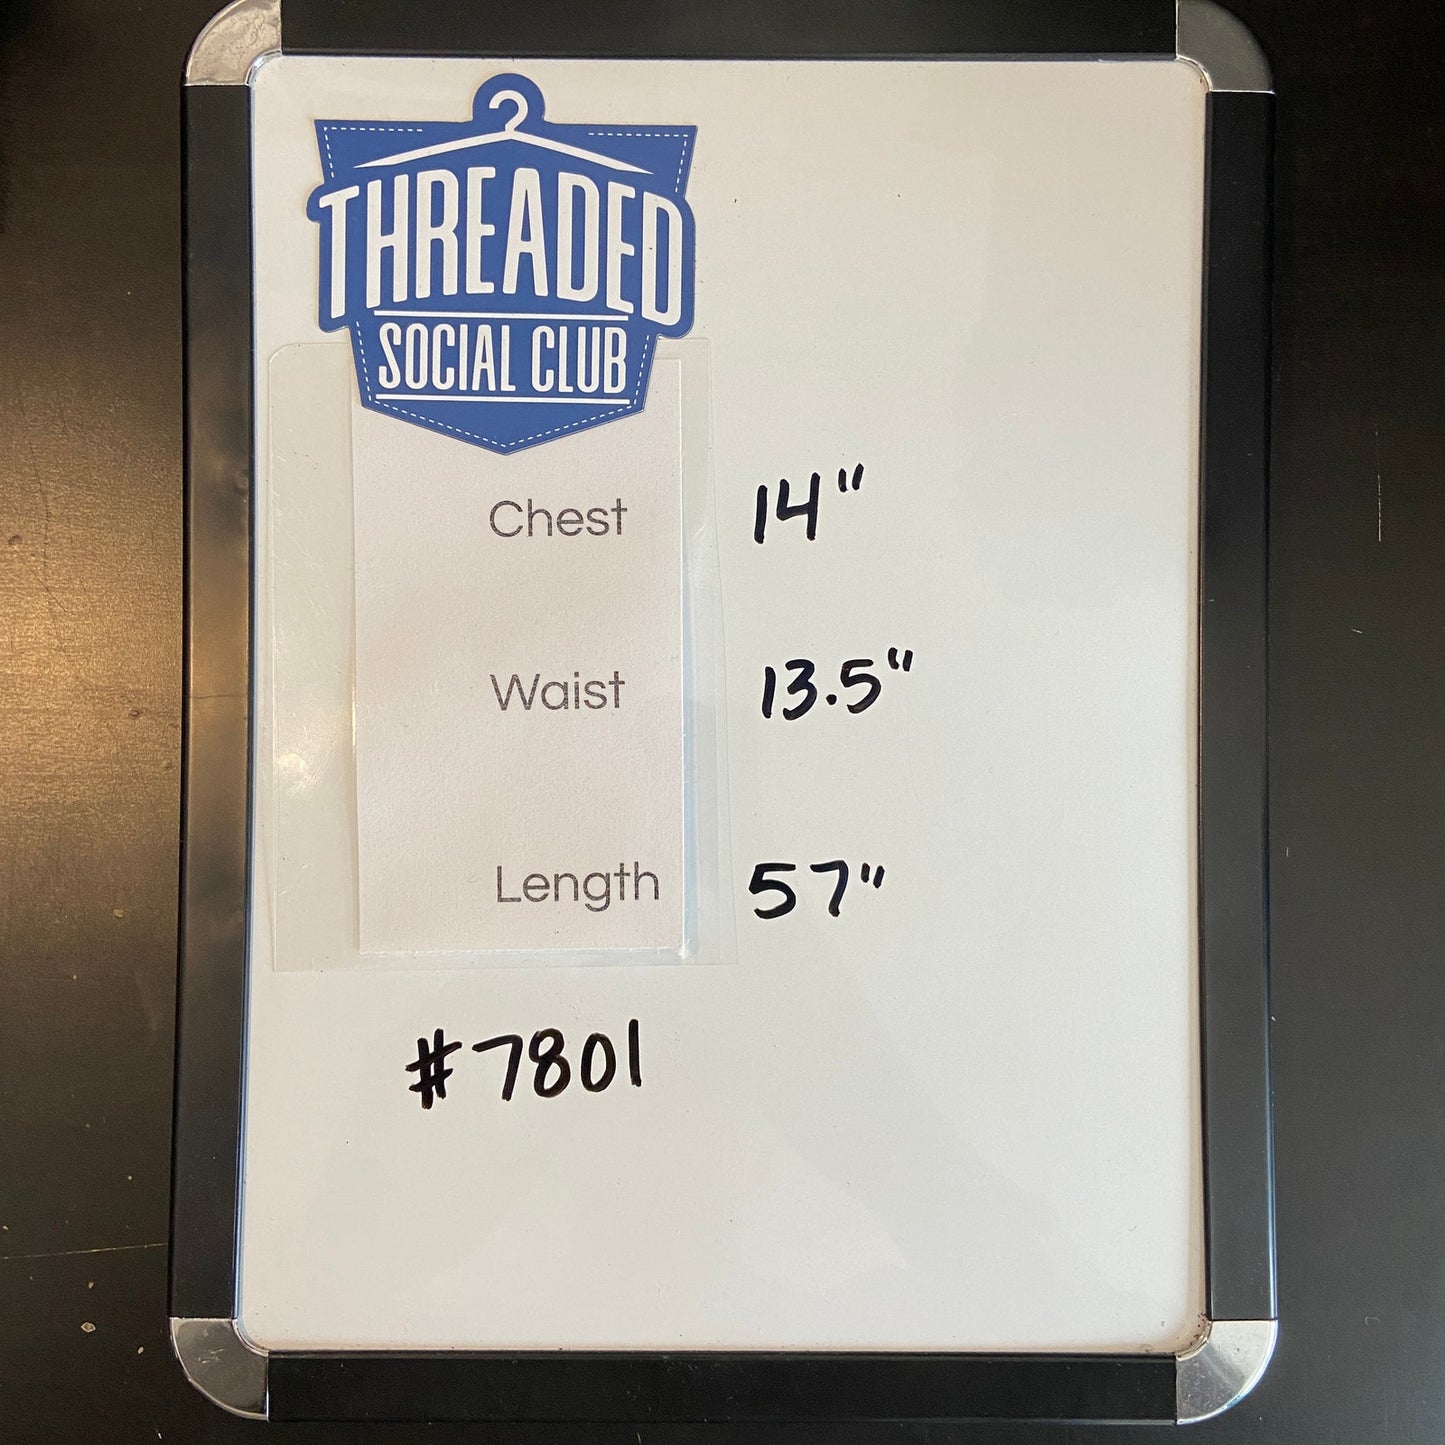 THREADED
SOCIAL CLUB
Chest 14"
Waist 13.5"
Length 57"
#7801